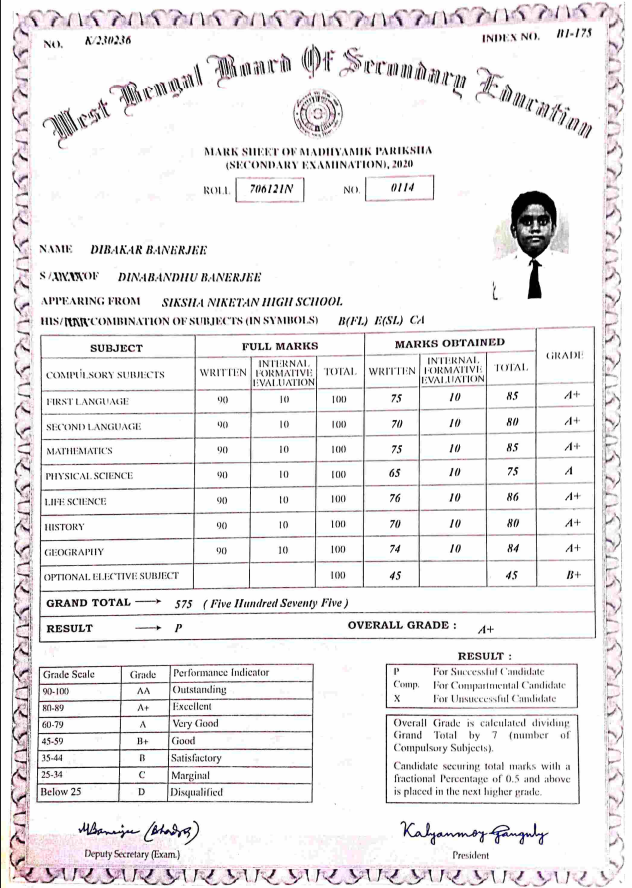 NO. K/230236 INDEX NO. B1-175
West Bengal Board Of Secondary Education
MARK SHEET OF MADHYAMIK PARIKSHA
(SECONDARY EXAMINATION), 2020
ROLL 706121N NO. 0114
NAME DIBAKAR BANERJEE
S / OF DINABANDHU BANERJEE
APPEARING FROM SIKSHA NIKETAN HIGH SCHOOL
HIS/ COMBINATION OF SUBJECTS (IN SYMBOLS) B(FL) E(SL) CA
SUBJECT FULL MARKS MARKS OBTAINED GRADE
COMPULSORY SUBJECTS WRITTEN INTERNAL FORMATIVE EVALUATION TOTAL WRITTEN INTERNAL FORMATIVE EVALUATION TOTAL
FIRST LANGUAGE 90 10 100 75 10 85 A+
SECOND LANGUAGE 90 10 100 70 10 80 A+
MATHEMATICS 90 10 100 75 10 85 A+
PHYSICAL SCIENCE 90 10 100 65 10 75 A
LIFE SCIENCE 90 10 100 76 10 86 A+
HISTORY 90 10 100 70 10 80 A+
GEOGRAPHY 90 10 100 74 10 84 A+
OPTIONAL ELECTIVE SUBJECT 100 45 45 B+
GRAND TOTAL → 575 ( Five Hundred Seventy Five )
RESULT → P OVERALL GRADE : A+
Grade Scale Grade Performance Indicator
90-100 AA Outstanding
80-89 A+ Excellent
60-79 A Very Good
45-59 B+ Good
35-44 B Satisfactory
25-34 C Marginal
Below 25 D Disqualified
RESULT :
P For Successful Candidate
Comp. For Compartmental Candidate
X For Unsuccessful Candidate
Overall Grade is calculated dividing
Grand Total by 7 (number of
Compulsory Subjects).
Candidate securing total marks with a
fractional Percentage of 0.5 and above
is placed in the next higher grade.
Kalyanmoy Ganguly
Deputy Secretary (Exam.) President